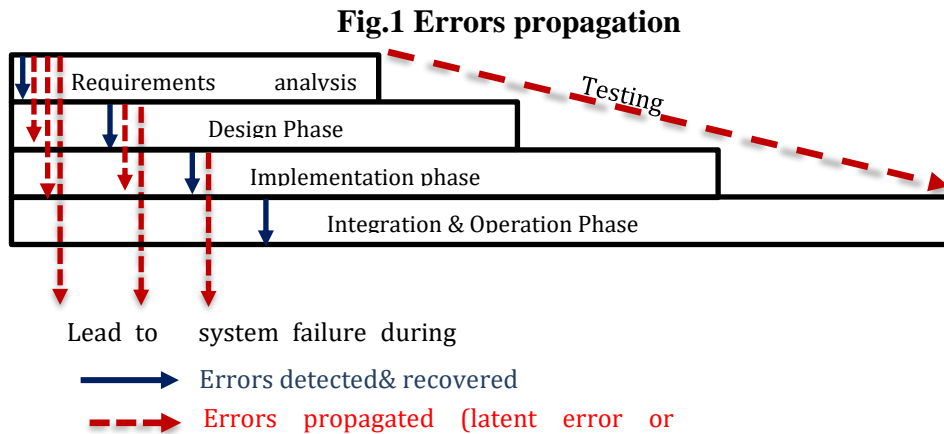 Fig.1 Errors propagation
Testing
Requirements analysis
Design Phase
Implementation phase
Integration & Operation Phase
Lead to system failure during
Errors detected& recovered
Errors propagated (latent error or